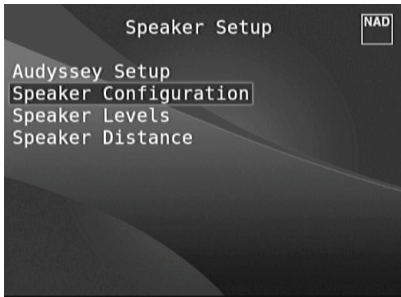 Speaker Setup
NAD
Audyssey Setup
Speaker Configuration
Speaker Levels
Speaker Distance